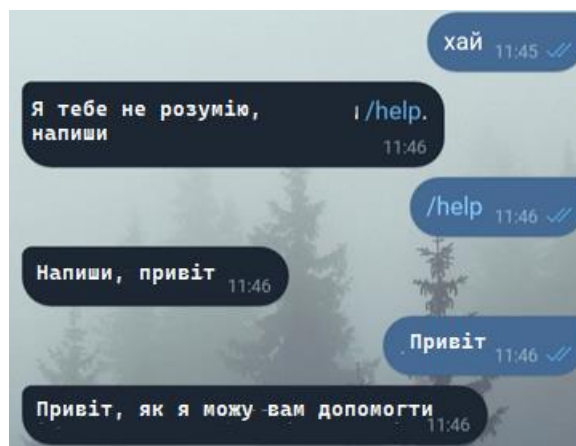 хай 11:45
Я тебе не розумію, /help.
напиши
11:46
/help 11:46
Напиши, привіт 11:46
Привіт 11:46
Привіт, як я можу вам допомогти 11:46